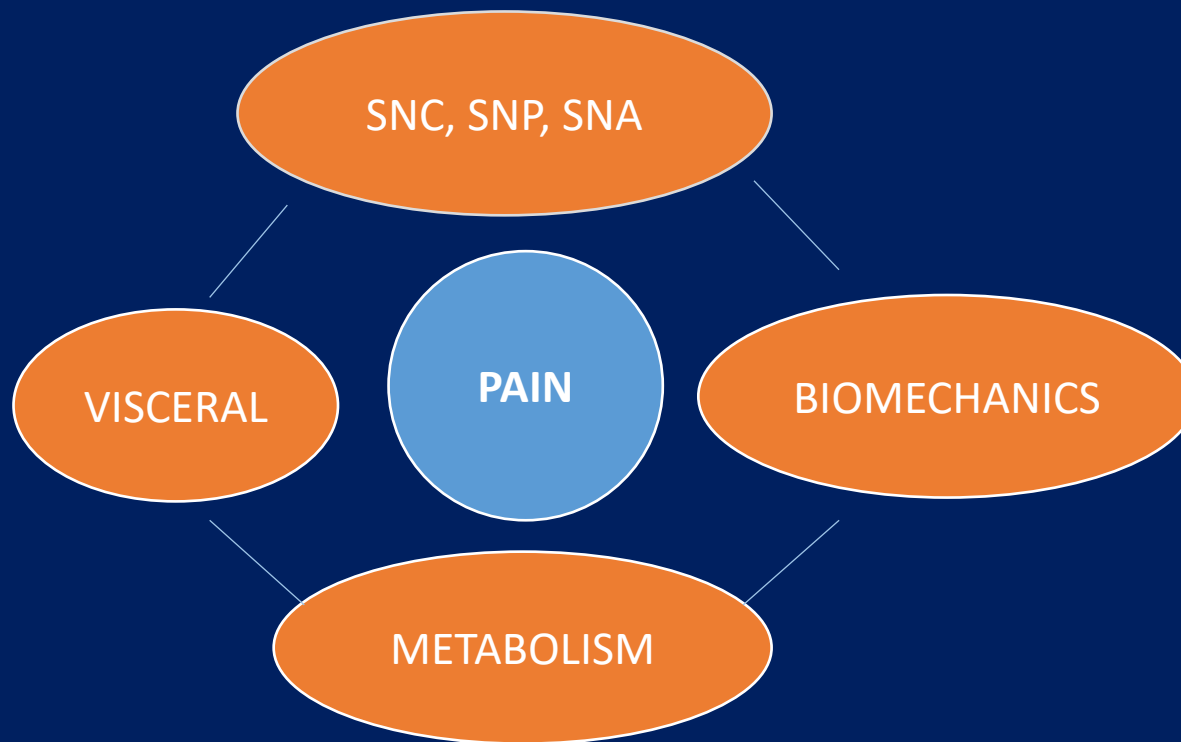 SNC, SNP, SNA
VISCERAL
PAIN
BIOMECHANICS
METABOLISM